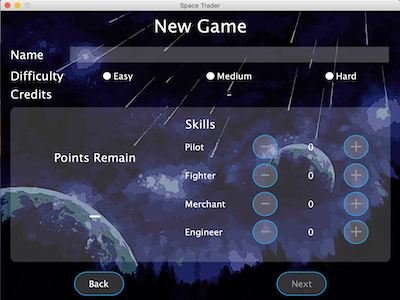 Space Trader
New Game
Name
Difficulty Easy Medium Hard
Credits -
Skills
Points Remain
-
Pilot - 0 +
Fighter - 0 +
Merchant - 0 +
Engineer - 0 +
Back Next